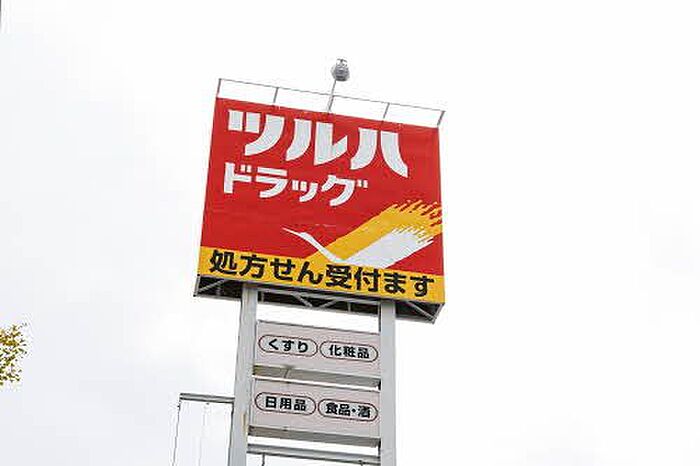 ツルハ
ドラッグ
処方せん受付ます
くすり 化粧品
日用品 食品・酒